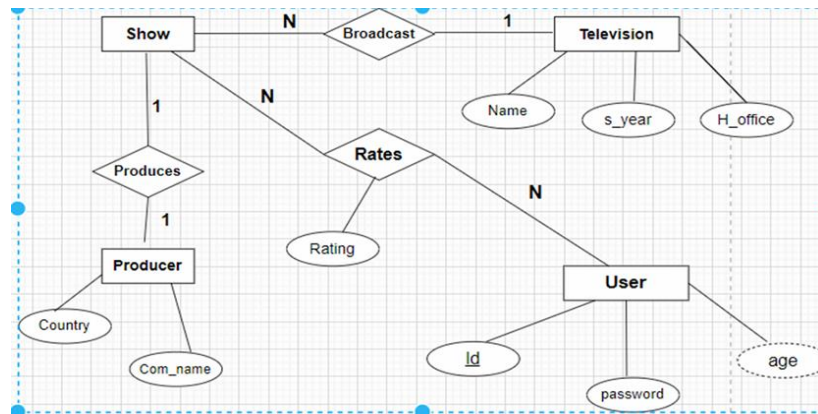 Show
N
Broadcast
1
Television
Name
s_year
H_office
1
N
Produces
Rates
1
N
Rating
Producer
User
Country
Com_name
Id
password
age